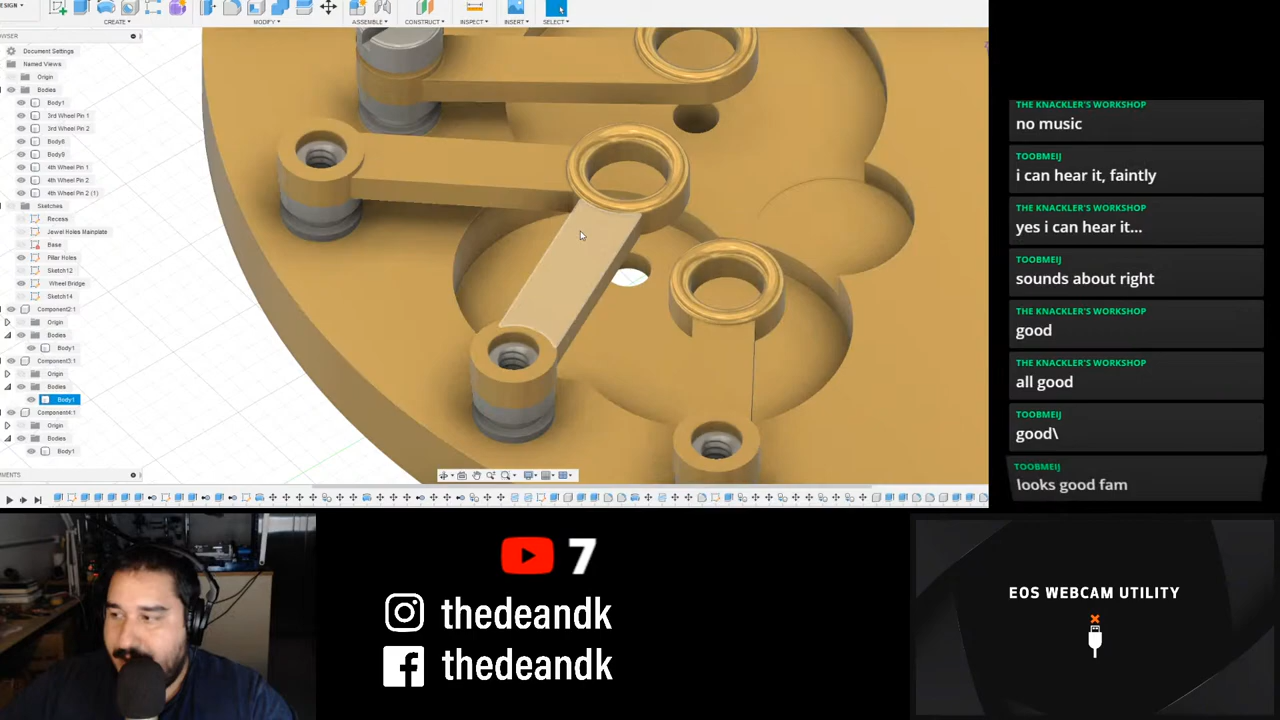 CREATE
MODIFY
ASSEMBLE
CONSTRUCT
INSPECT
INSERT
SELECT
Document Settings
Named Views
Origin
Bodies
Body1
3rd Wheel Pin 1
3rd Wheel Pin 2
Body8
Body9
4th Wheel Pin 1
4th Wheel Pin 2
4th Wheel Pin 2 (1)
Sketches
Recess
Jewel Holes Mainplate
Base
Pillar Holes
Sketch12
Wheel Bridge
Sketch14
Component2:1
Origin
Bodies
Body1
Component3:1
Origin
Bodies
Body1
Component4:1
Origin
Bodies
Body1
THE KNACKLER'S WORKSHOP
no music
TOOBMEIJ
i can hear it, faintly
THE KNACKLER'S WORKSHOP
yes i can hear it...
TOOBMEIJ
sounds about right
THE KNACKLER'S WORKSHOP
good
THE KNACKLER'S WORKSHOP
all good
TOOBMEIJ
good\
TOOBMEIJ
looks good fam
7
thedeandk
thedeandk
EOS WEBCAM UTILITY